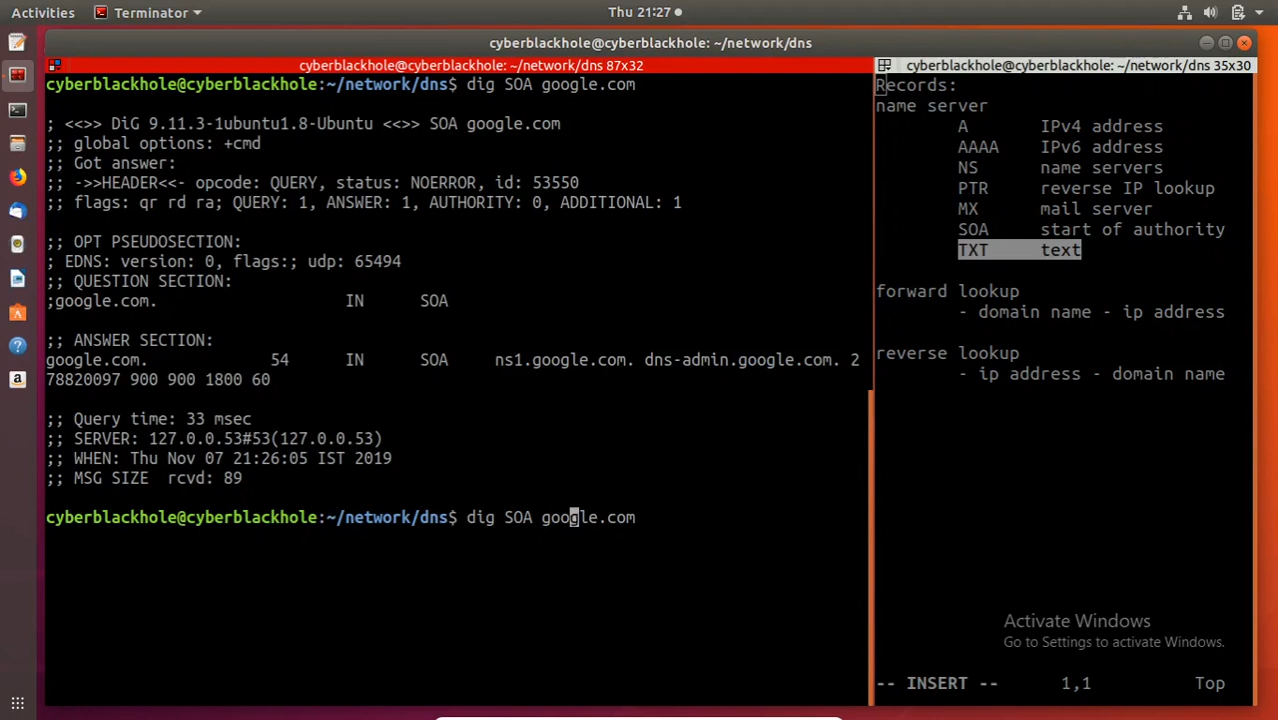 Activities Terminator Thu 21:27
cyberblackhole@cyberblackhole: ~/network/dns
cyberblackhole@cyberblackhole: ~/network/dns 87x32
cyberblackhole@cyberblackhole:~/network/dns$ dig SOA google.com
; <<>> DiG 9.11.3-1ubuntu1.8-Ubuntu <<>> SOA google.com
;; global options: +cmd
;; Got answer:
;; ->>HEADER<<- opcode: QUERY, status: NOERROR, id: 53550
;; flags: qr rd ra; QUERY: 1, ANSWER: 1, AUTHORITY: 0, ADDITIONAL: 1
;; OPT PSEUDOSECTION:
; EDNS: version: 0, flags:; udp: 65494
;; QUESTION SECTION:
;google.com. IN SOA
;; ANSWER SECTION:
google.com. 54 IN SOA ns1.google.com. dns-admin.google.com. 2
78820097 900 900 1800 60
;; Query time: 33 msec
;; SERVER: 127.0.0.53#53(127.0.0.53)
;; WHEN: Thu Nov 07 21:26:05 IST 2019
;; MSG SIZE rcvd: 89
cyberblackhole@cyberblackhole:~/network/dns$ dig SOA google.com
cyberblackhole@cyberblackhole: ~/network/dns 35x30
Records:
name server
A IPv4 address
AAAA IPv6 address
NS name servers
PTR reverse IP lookup
MX mail server
SOA start of authority
TXT text
forward lookup
- domain name - ip address
reverse lookup
- ip address - domain name
Activate Windows
Go to Settings to activate Windows.
-- INSERT -- 1,1 Top